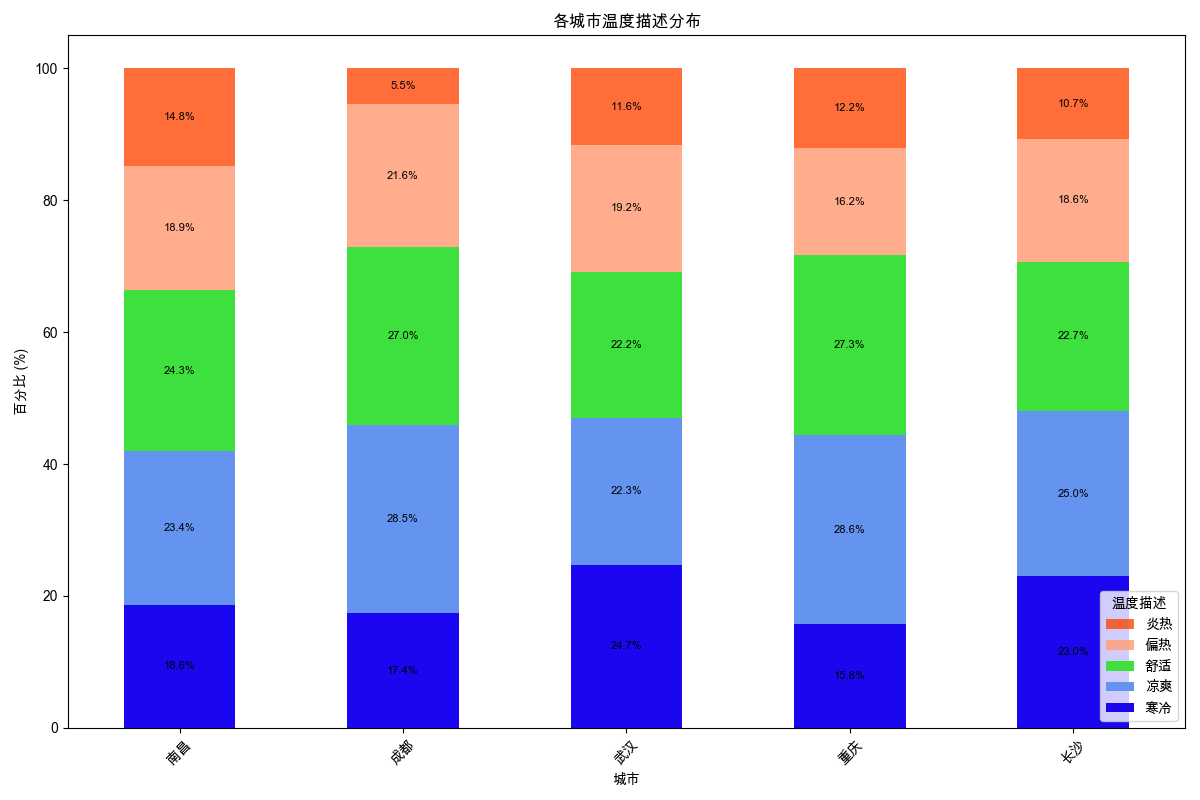 各城市温度描述分布
百分比 (%)
100
80
60
40
20
0
14.8%
18.9%
24.3%
23.4%
18.6%
5.5%
21.6%
27.0%
28.5%
17.4%
11.6%
19.2%
22.2%
22.3%
24.7%
12.2%
16.2%
27.3%
28.6%
15.8%
10.7%
18.6%
22.7%
25.0%
23.0%
温度描述
炎热
偏热
舒适
凉爽
寒冷
南昌
成都
武汉
重庆
长沙
城市